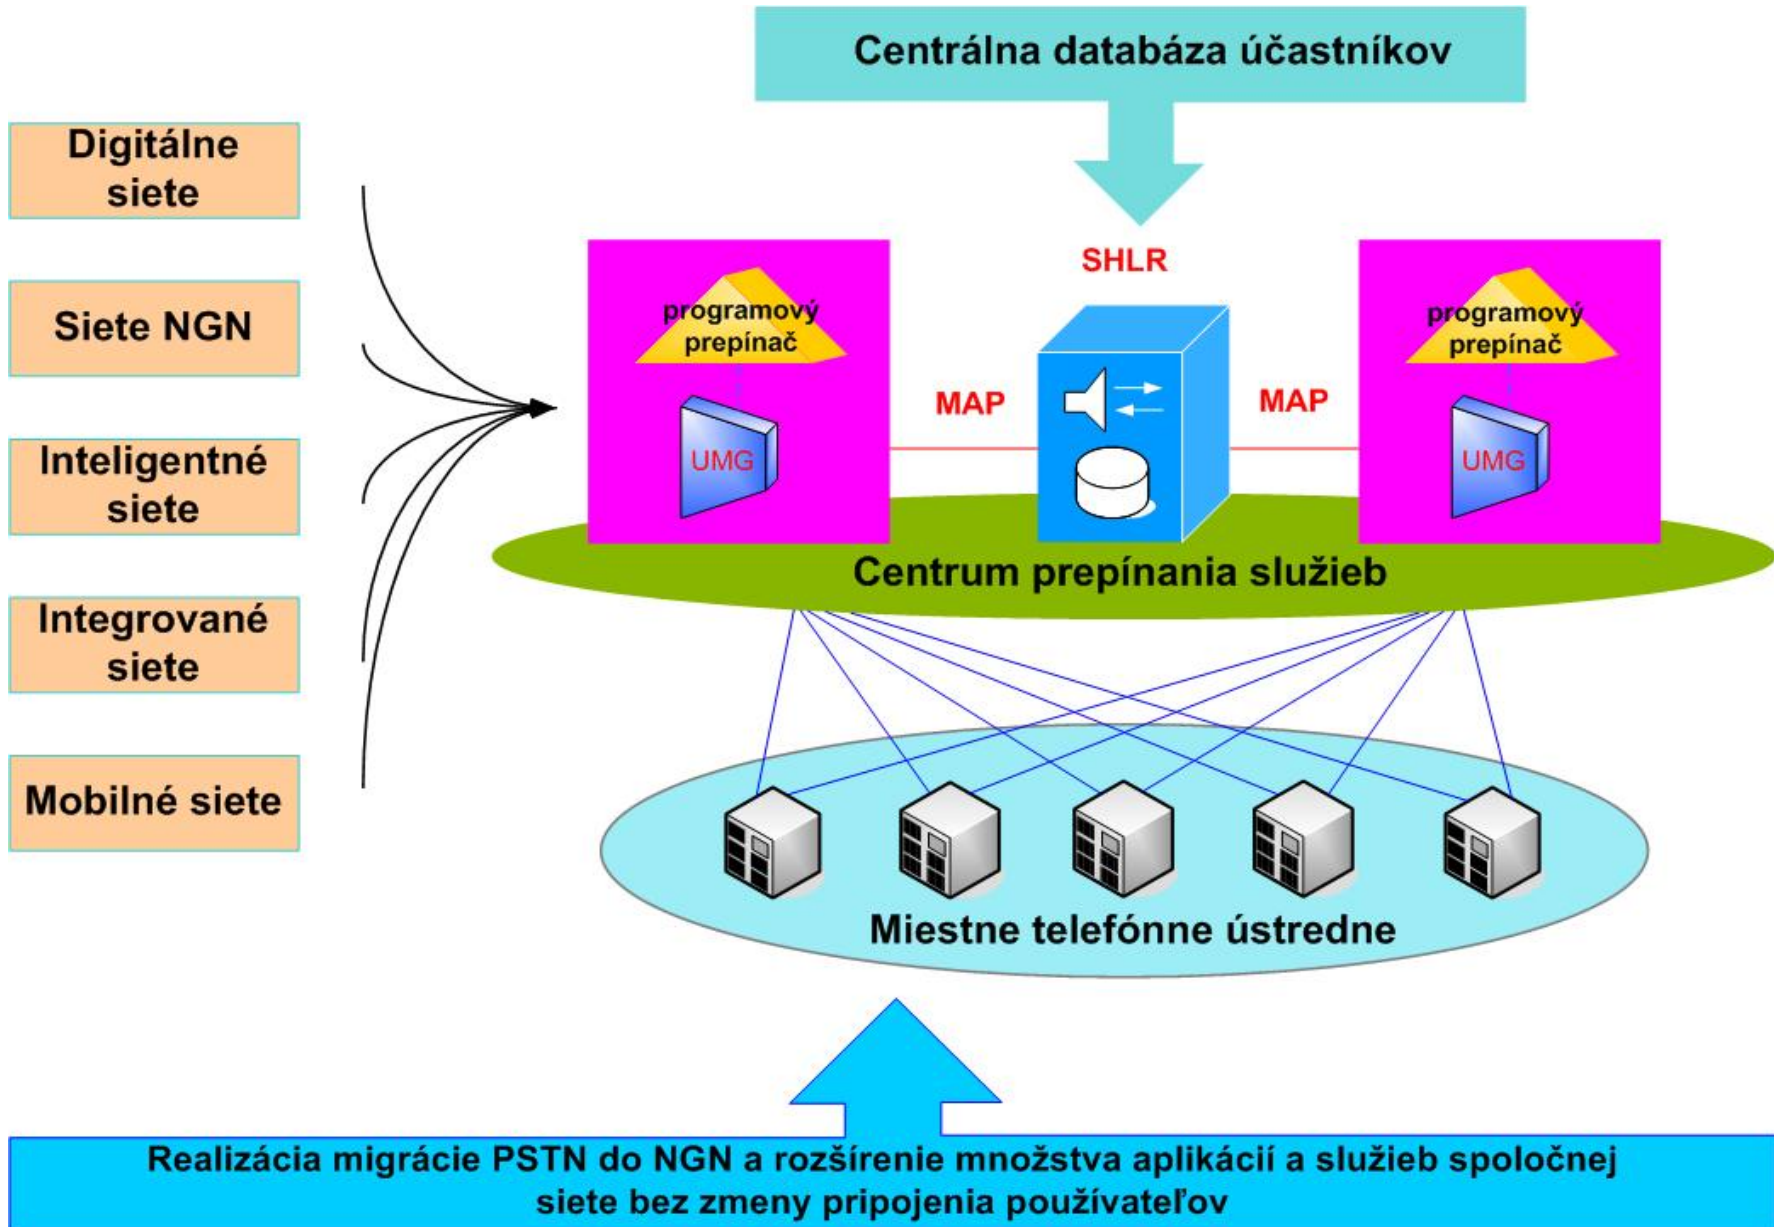 Centrálna databáza účastníkov
Digitálne
siete
Siete NGN
Inteligentné
siete
Integrované
siete
Mobilné siete
SHLR
programový
prepínač
UMG
MAP
MAP
programový
prepínač
UMG
Centrum prepínania služieb
Miestne telefónne ústredne
Realizácia migrácie PSTN do NGN a rozšírenie množstva aplikácií a služieb spoločnej
siete bez zmeny pripojenia používateľov